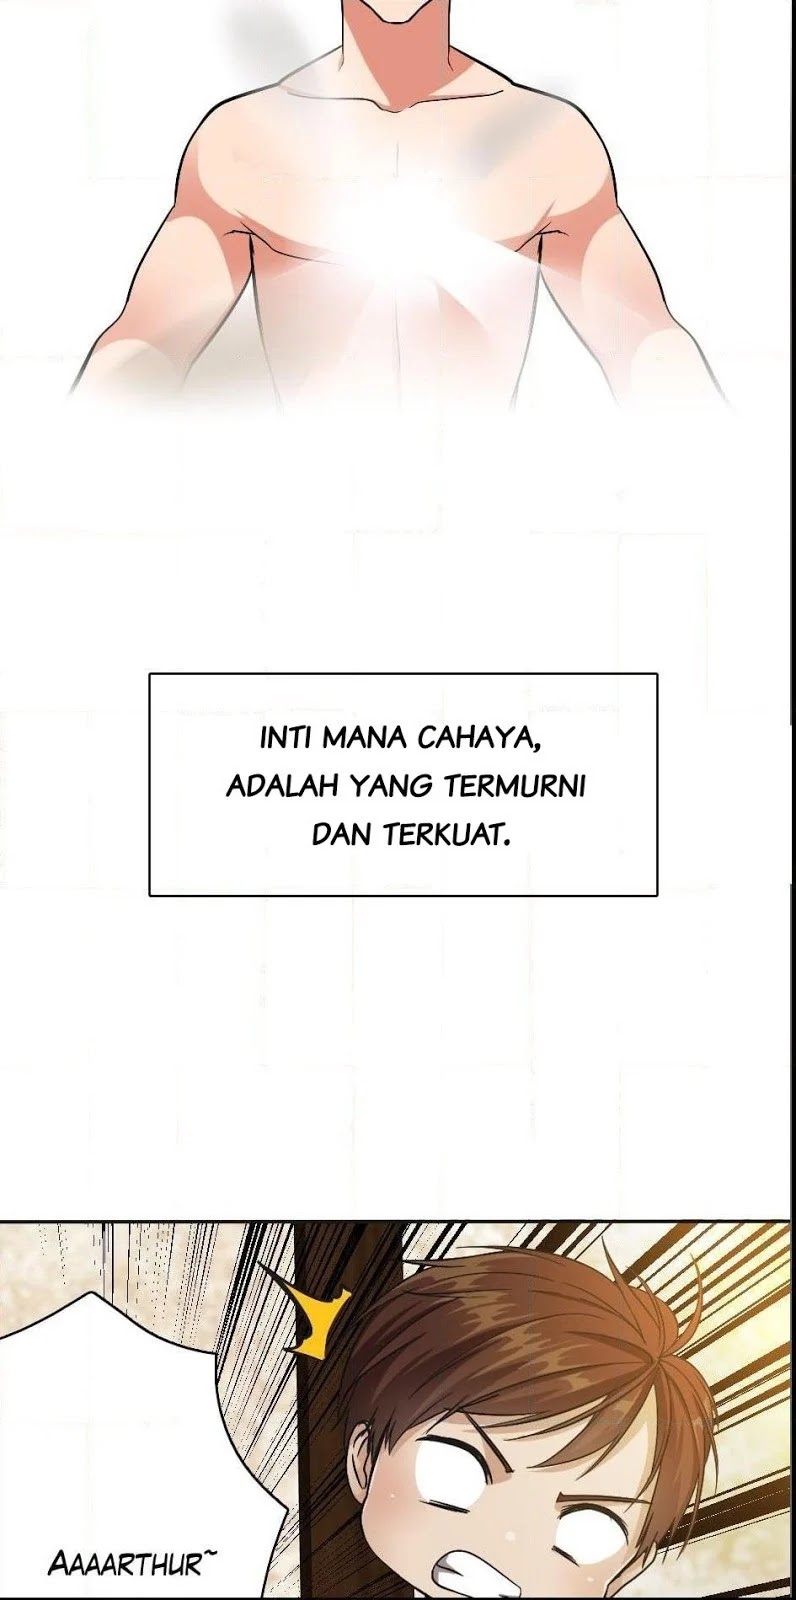 INTI MANA CAHAYA,
ADALAH YANG TERMURNI
DAN TERKUAT.
AAAARTHUR~